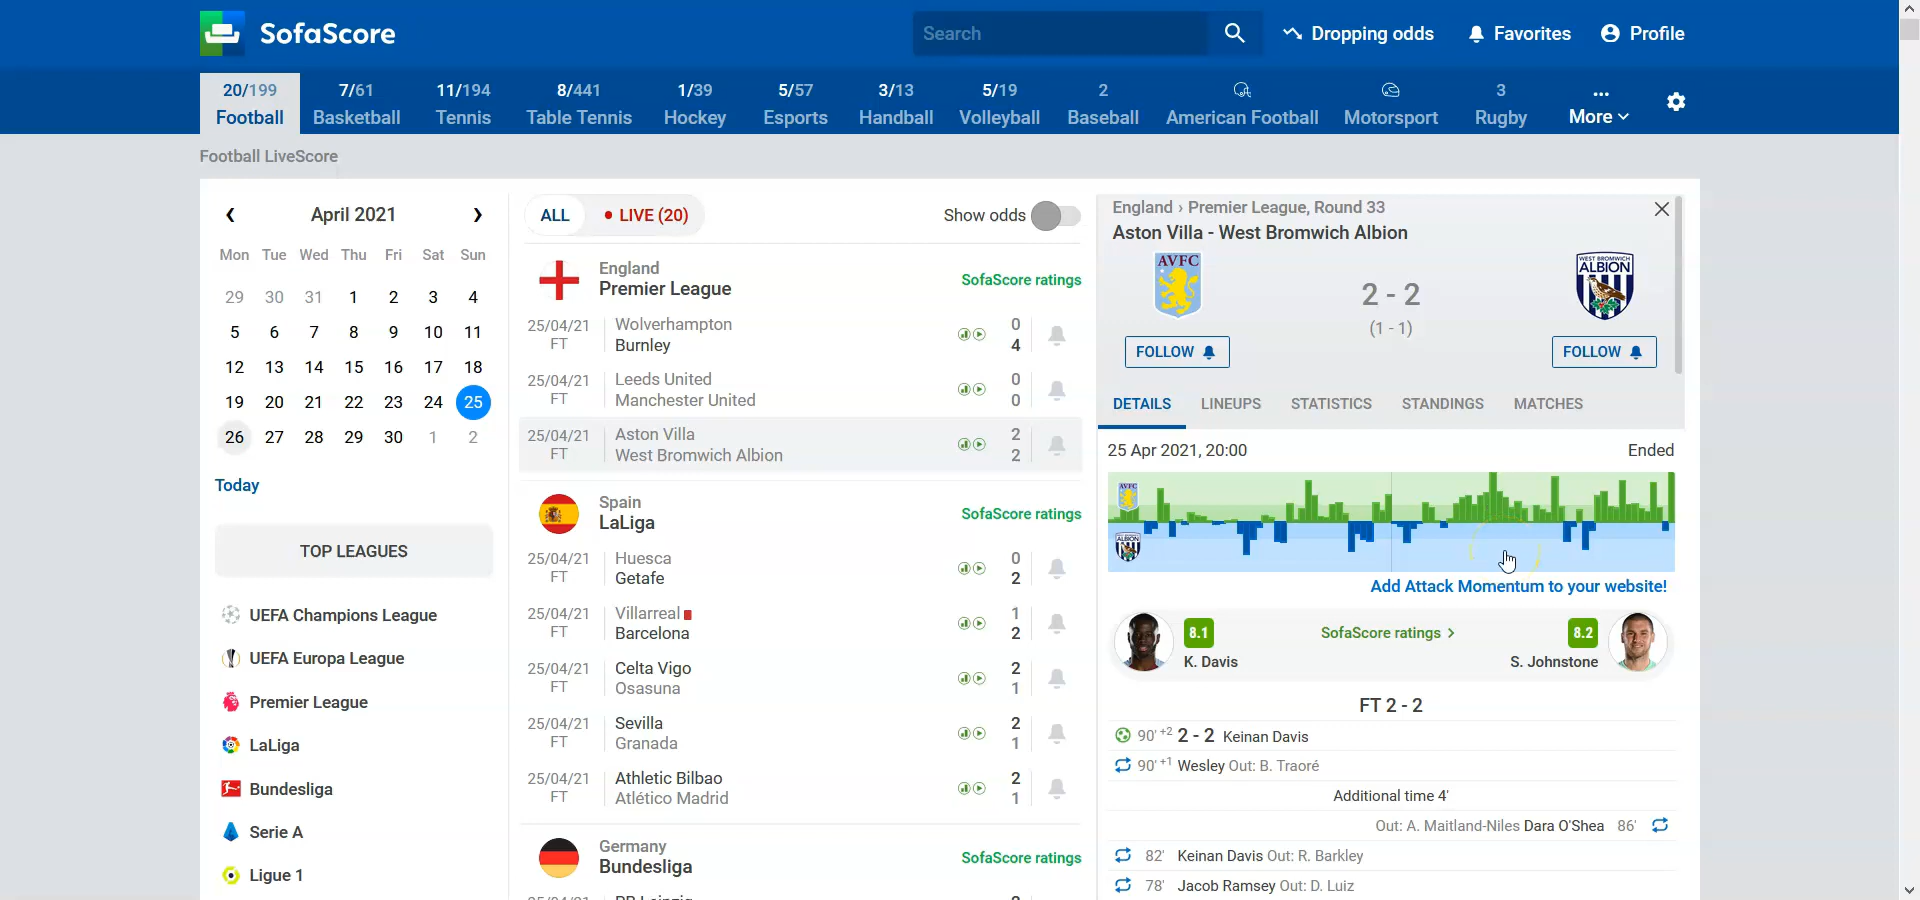 SofaScore
Search
Dropping odds
Favorites
Profile
20/199
Football
7/61
Basketball
11/194
Tennis
8/441
Table Tennis
1/39
Hockey
5/57
Esports
3/13
Handball
5/19
Volleyball
2
Baseball
American Football
Motorsport
3
Rugby
More
Football LiveScore
April 2021
Mon Tue Wed Thu Fri Sat Sun
29 30 31 1 2 3 4
5 6 7 8 9 10 11
12 13 14 15 16 17 18
19 20 21 22 23 24 25
26 27 28 29 30 1 2
Today
TOP LEAGUES
UEFA Champions League
UEFA Europa League
Premier League
LaLiga
Bundesliga
Serie A
Ligue 1
ALL
LIVE (20)
Show odds
England
Premier League
SofaScore ratings
25/04/21 Wolverhampton 0
FT Burnley 4
25/04/21 Leeds United 0
FT Manchester United 0
25/04/21 Aston Villa 2
FT West Bromwich Albion 2
Spain
LaLiga
SofaScore ratings
25/04/21 Huesca 0
FT Getafe 2
25/04/21 Villarreal 1
FT Barcelona 2
25/04/21 Celta Vigo 2
FT Osasuna 1
25/04/21 Sevilla 2
FT Granada 1
25/04/21 Athletic Bilbao 2
FT Atlético Madrid 1
Germany
Bundesliga
SofaScore ratings
England › Premier League, Round 33
Aston Villa - West Bromwich Albion
AVFC
WEST BROMWICH
ALBION
2 - 2
(1 - 1)
FOLLOW
FOLLOW
DETAILS LINEUPS STATISTICS STANDINGS MATCHES
25 Apr 2021, 20:00 Ended
AVFC
ALBION
Add Attack Momentum to your website!
8.1
K. Davis
SofaScore ratings >
8.2
S. Johnstone
FT 2 - 2
90' +2 2 - 2 Keinan Davis
90' +1 Wesley Out: B. Traoré
Additional time 4'
Out: A. Maitland-Niles Dara O'Shea 86'
82' Keinan Davis Out: R. Barkley
78' Jacob Ramsey Out: D. Luiz